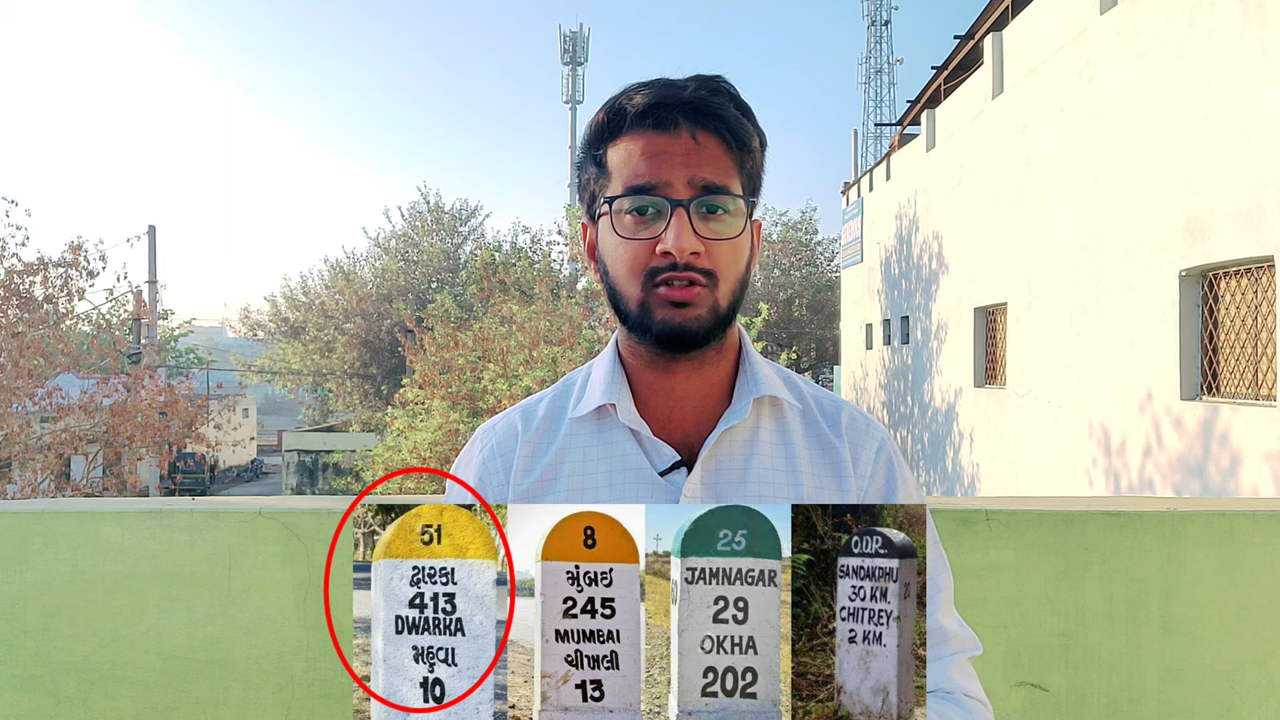 51
દ્વારકા
413
DWARKA
મહુવા
10
8
મુંબઇ
245
MUMBAI
ચીખલી
13
25
JAMNAGAR
29
OKHA
202
O.D.R.
SANDAKPHU
30 KM.
CHITREY
2 KM.